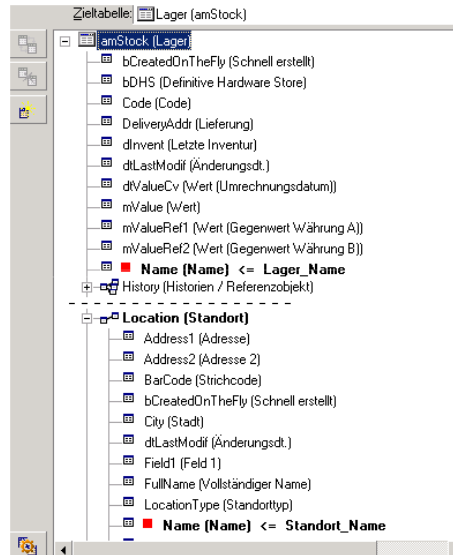 Zieltabelle: Lager (amStock)
amStock (Lager)
bCreatedOnTheFly (Schnell erstellt)
bDHS (Definitive Hardware Store)
Code (Code)
DeliveryAddr (Lieferung)
dInvent (Letzte Inventur)
dtLastModif (Änderungsdt.)
dtValueCv (Wert (Umrechnungsdatum))
mValue (Wert)
mValueRef1 (Wert (Gegenwert Währung A))
mValueRef2 (Wert (Gegenwert Währung B))
Name (Name) <= Lager_Name
History (Historien / Referenzobjekt)
Location (Standort)
Address1 (Adresse)
Address2 (Adresse 2)
BarCode (Strichcode)
bCreatedOnTheFly (Schnell erstellt)
City (Stadt)
dtLastModif (Änderungsdt.)
Field1 (Feld 1)
FullName (Vollständiger Name)
LocationType (Standorttyp)
Name (Name) <= Standort_Name